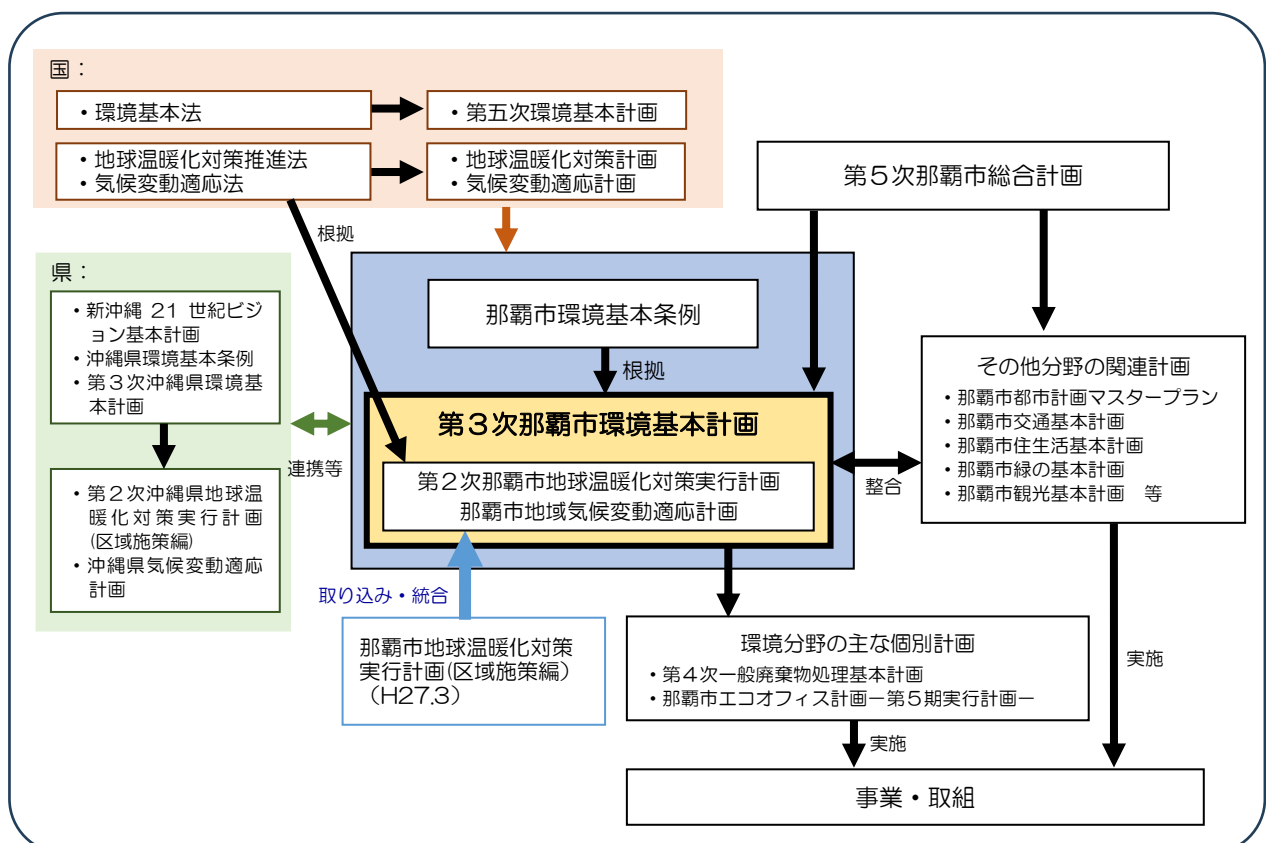 国：
・環境基本法
・第五次環境基本計画
・地球温暖化対策推進法
・気候変動適応法
・地球温暖化対策計画
・気候変動適応計画
第５次那覇市総合計画
根拠
県：
・新沖縄 21 世紀ビジ
ョン基本計画
・沖縄県環境基本条例
・第３次沖縄県環境基
本計画
・第２次沖縄県地球温
暖化対策実行計画
(区域施策編)
・沖縄県気候変動適応
計画
連携等
那覇市環境基本条例
根拠
第３次那覇市環境基本計画
第２次那覇市地球温暖化対策実行計画
那覇市地域気候変動適応計画
整合
その他分野の関連計画
・那覇市都市計画マスタープラン
・那覇市交通基本計画
・那覇市住生活基本計画
・那覇市緑の基本計画
・那覇市観光基本計画　等
取り込み・統合
那覇市地球温暖化対策
実行計画(区域施策編）
（H27.3）
環境分野の主な個別計画
・第４次一般廃棄物処理基本計画
・那覇市エコオフィス計画－第５期実行計画－
実施
実施
事業・取組